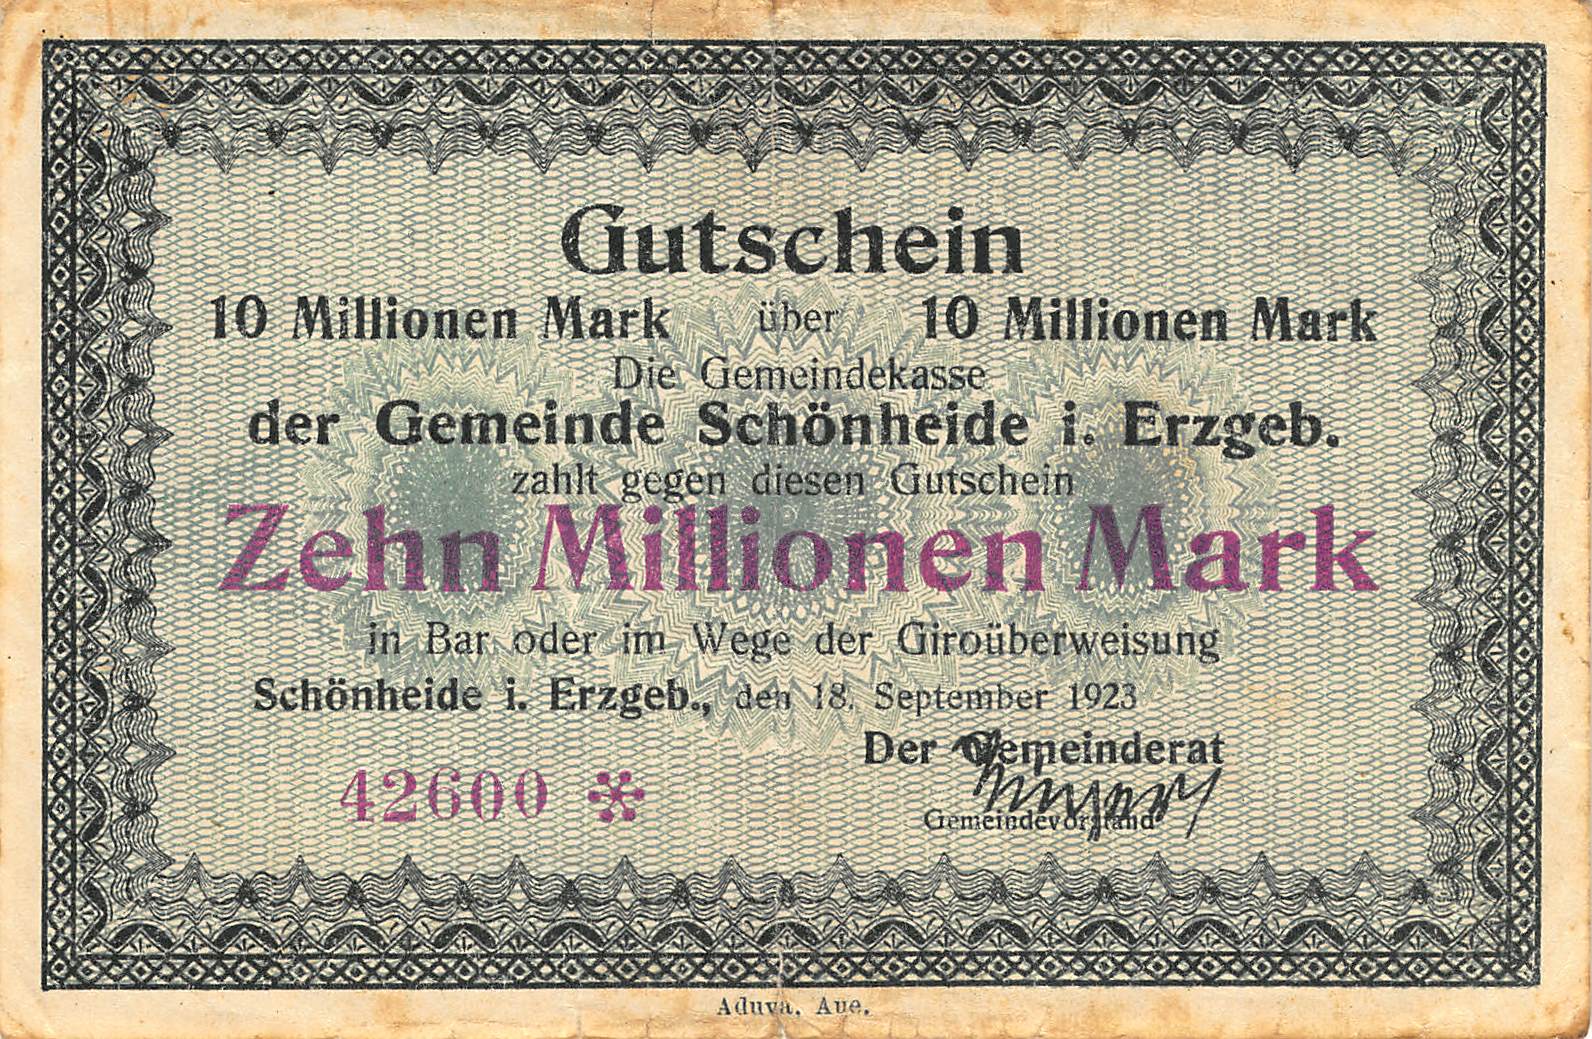 Gutschein
10 Millionen Mark über 10 Millionen Mark
Die Gemeindekasse
der Gemeinde Schönheide i. Erzgeb.
zahlt gegen diesen Gutschein
Zehn Millionen Mark
in Bar oder im Wege der Giroüberweisung
Schönheide i. Erzgeb., den 18. September 1923
Der Gemeinderat
42600 *
Gemeindevorstand
Aduva, Aue.